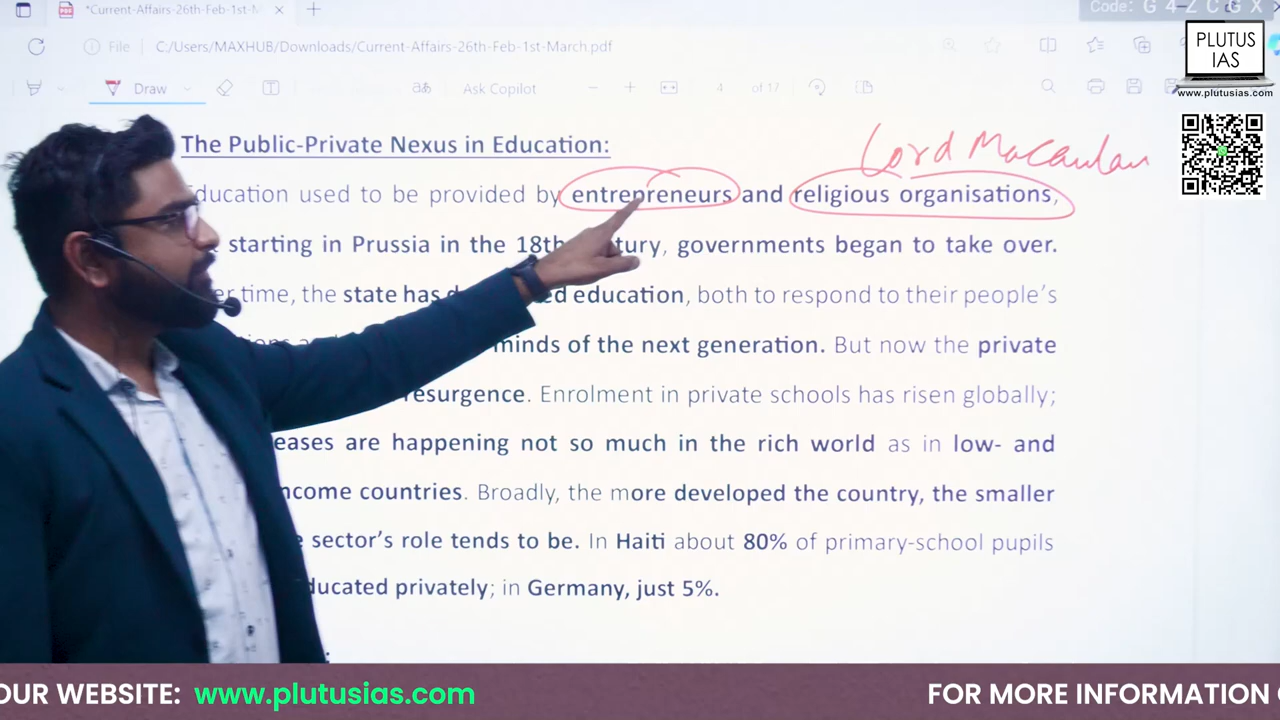 *Current-Affairs-26th-Feb-1st-M
Code: G 4 Z C G X
File C:/Users/MAXHUB/Downloads/Current-Affairs-26th-Feb-1st-March.pdf
PLUTUS
IAS
www.plutusias.com
Draw Ask Copilot 4 of 17
The Public-Private Nexus in Education:
Lord Macaulay
ducation used to be provided by entrepreneurs and religious organisations,
starting in Prussia in the 18th tury, governments began to take over.
er time, the state has d ed education, both to respond to their people's
minds of the next generation. But now the private
resurgence. Enrolment in private schools has risen globally;
eases are happening not so much in the rich world as in low- and
ncome countries. Broadly, the more developed the country, the smaller
sector's role tends to be. In Haiti about 80% of primary-school pupils
ducated privately; in Germany, just 5%.
OUR WEBSITE: www.plutusias.com FOR MORE INFORMATION